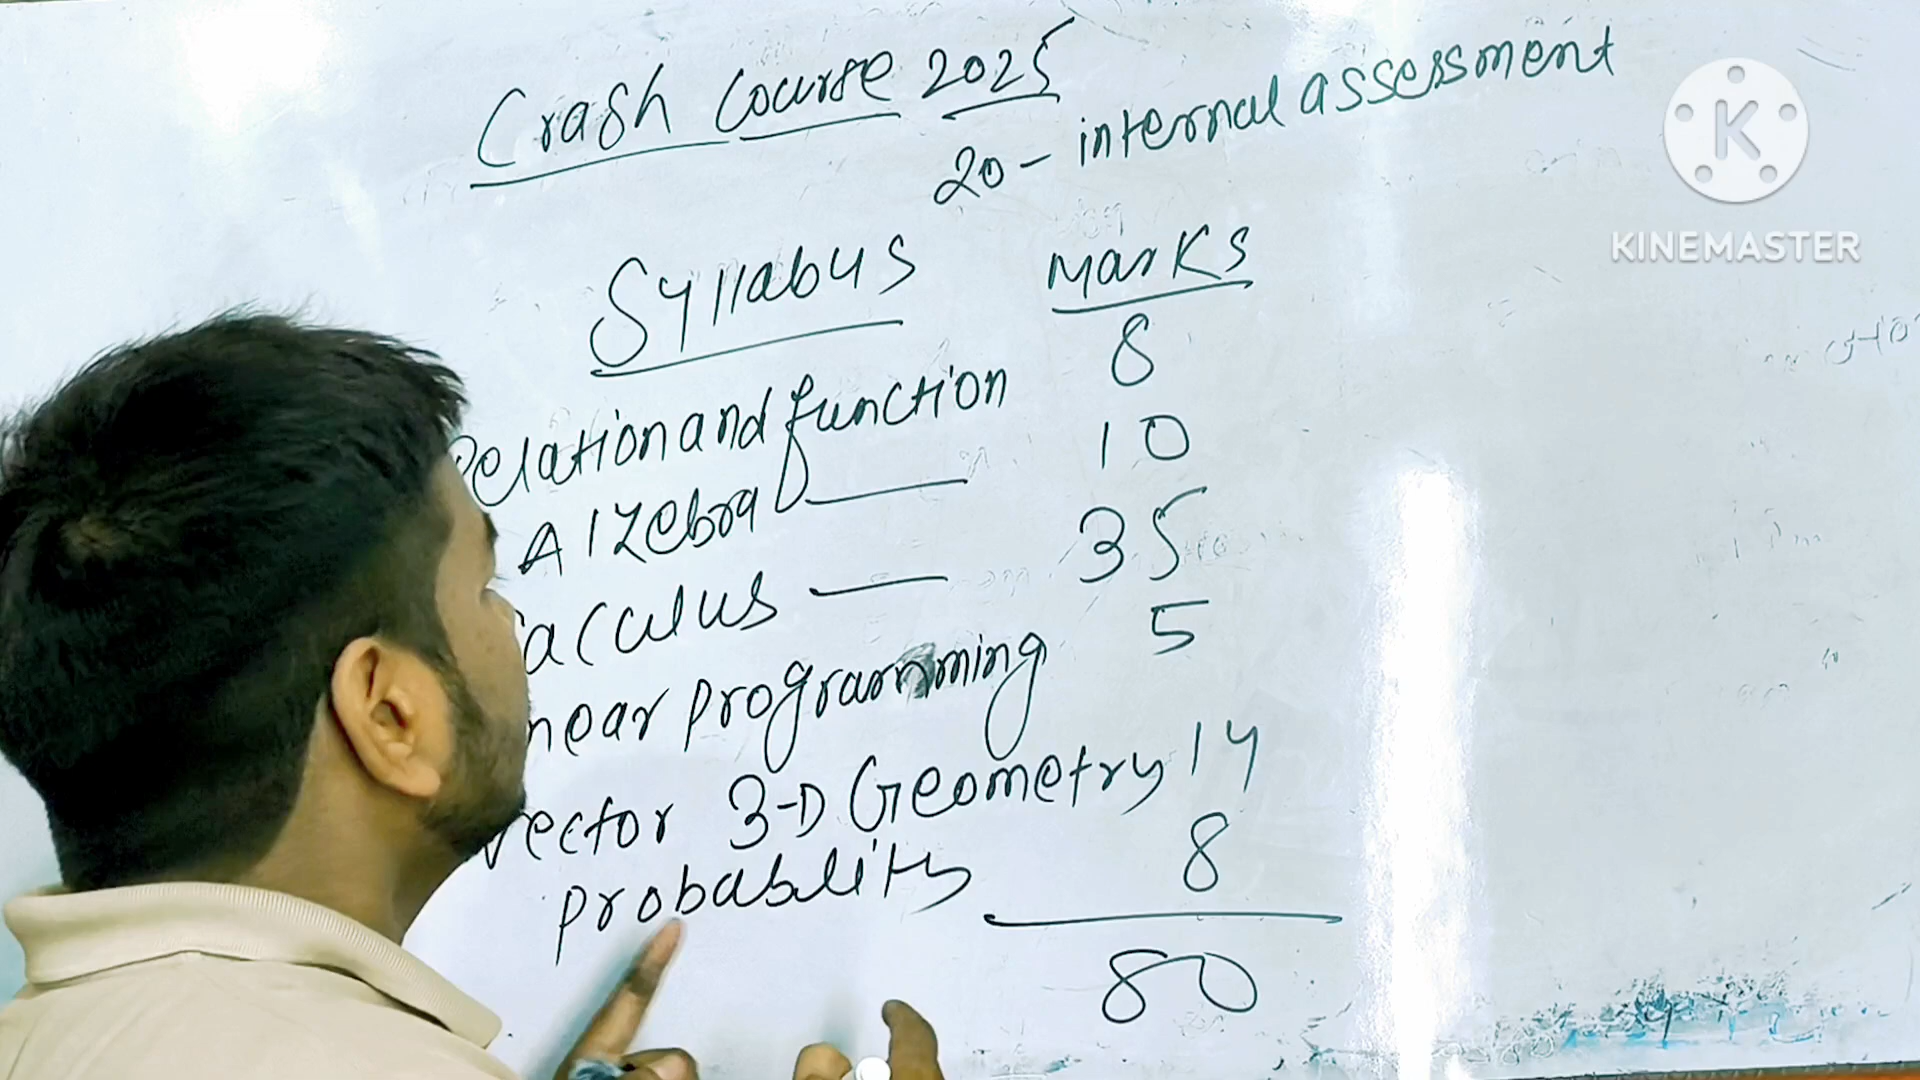 Crash Course 2025
20 - internal assessment
KINEMASTER
Syllabus Marks
Relation and function 8
Algebra — 10
Calculus — 35
near programming 5
Vector 3-D Geometry 14
probability 8
80